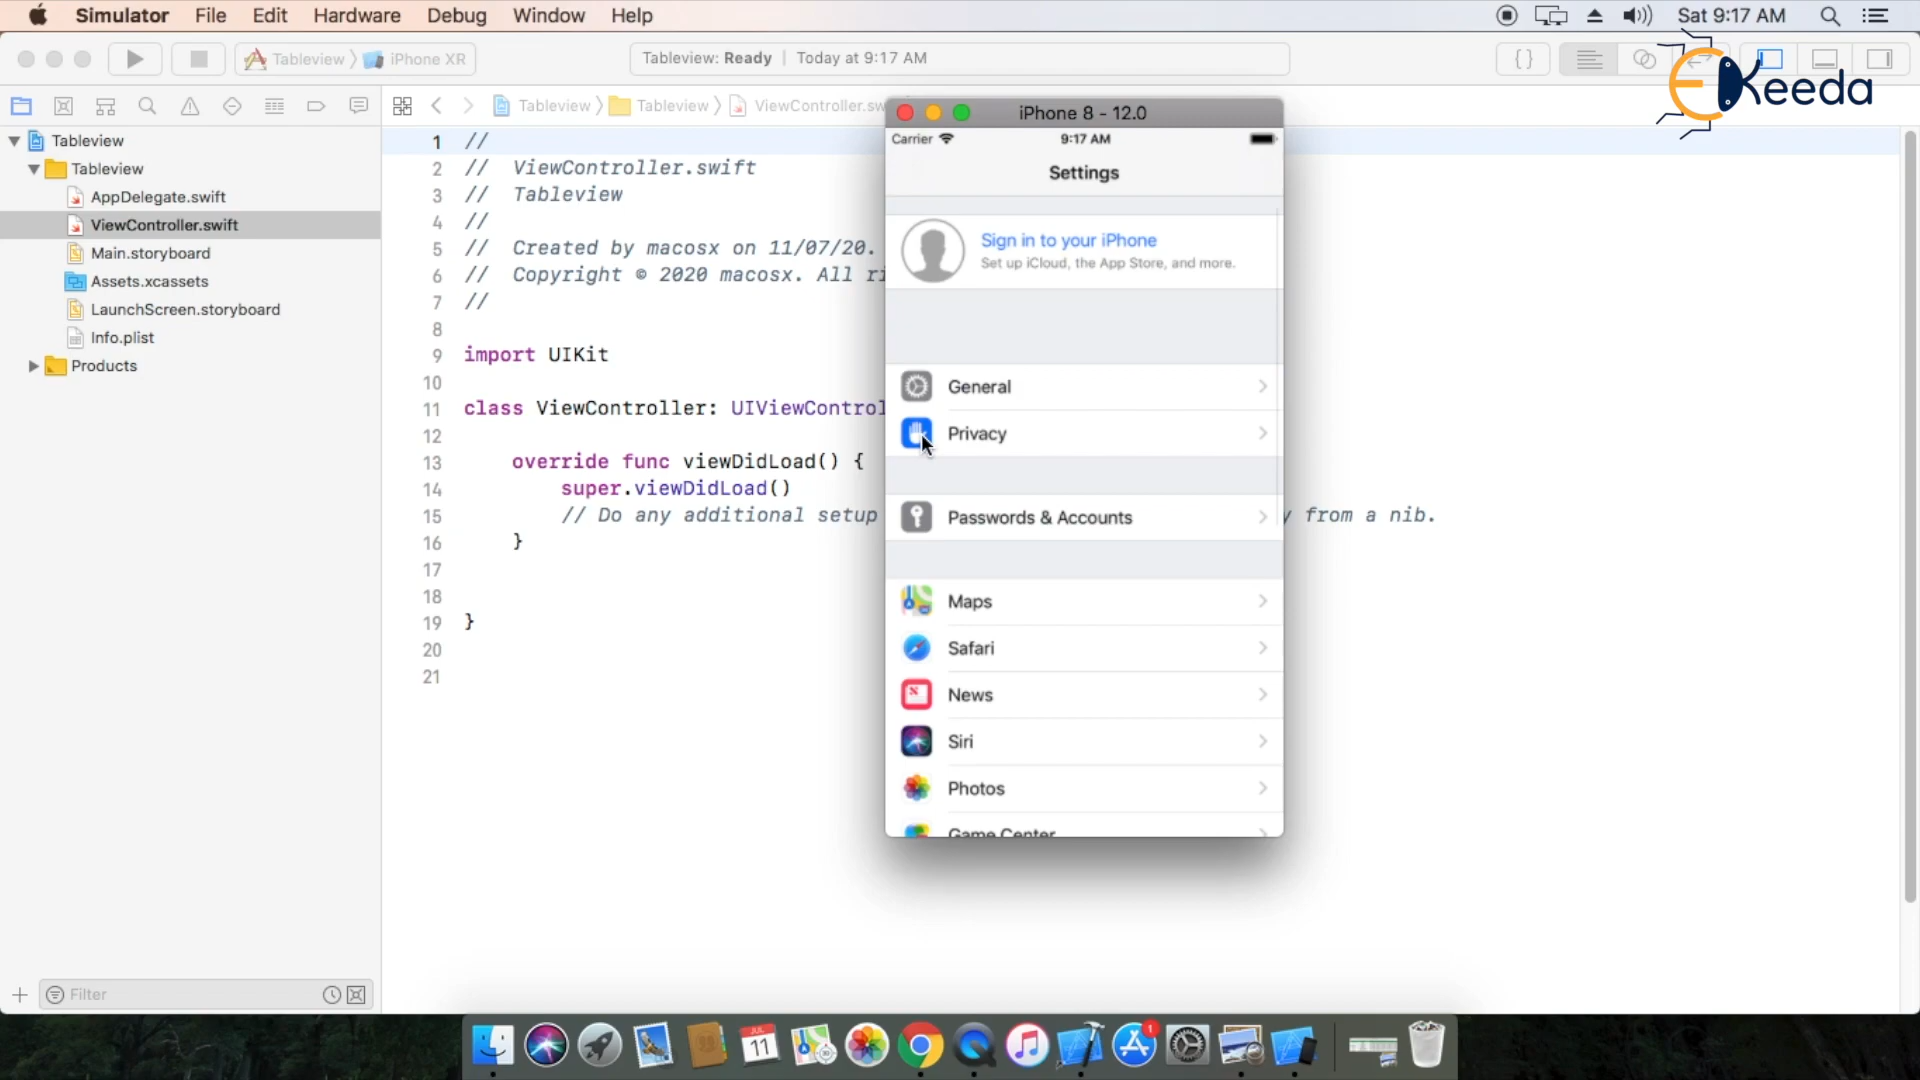 Simulator File Edit Hardware Debug Window Help Sat 9:17 AM
Tableview iPhone XR Tableview: Ready Today at 9:17 AM
Keeda
Tableview Tableview ViewController.sw
Tableview
Tableview
AppDelegate.swift
ViewController.swift
Main.storyboard
Assets.xcassets
LaunchScreen.storyboard
Info.plist
Products
Filter
1 //
2 // ViewController.swift
3 // Tableview
4 //
5 // Created by macosx on 11/07/20.
6 // Copyright © 2020 macosx. All ri
7 //
8
9 import UIKit
10
11 class ViewController: UIViewControl
12
13 override func viewDidLoad() {
14 super.viewDidLoad()
15 // Do any additional setup y from a nib.
16 }
17
18
19 }
20
21
iPhone 8 - 12.0
Carrier 9:17 AM
Settings
Sign in to your iPhone
Set up iCloud, the App Store, and more.
General
Privacy
Passwords & Accounts
Maps
Safari
News
Siri
Photos
Game Center
JUL
11
1